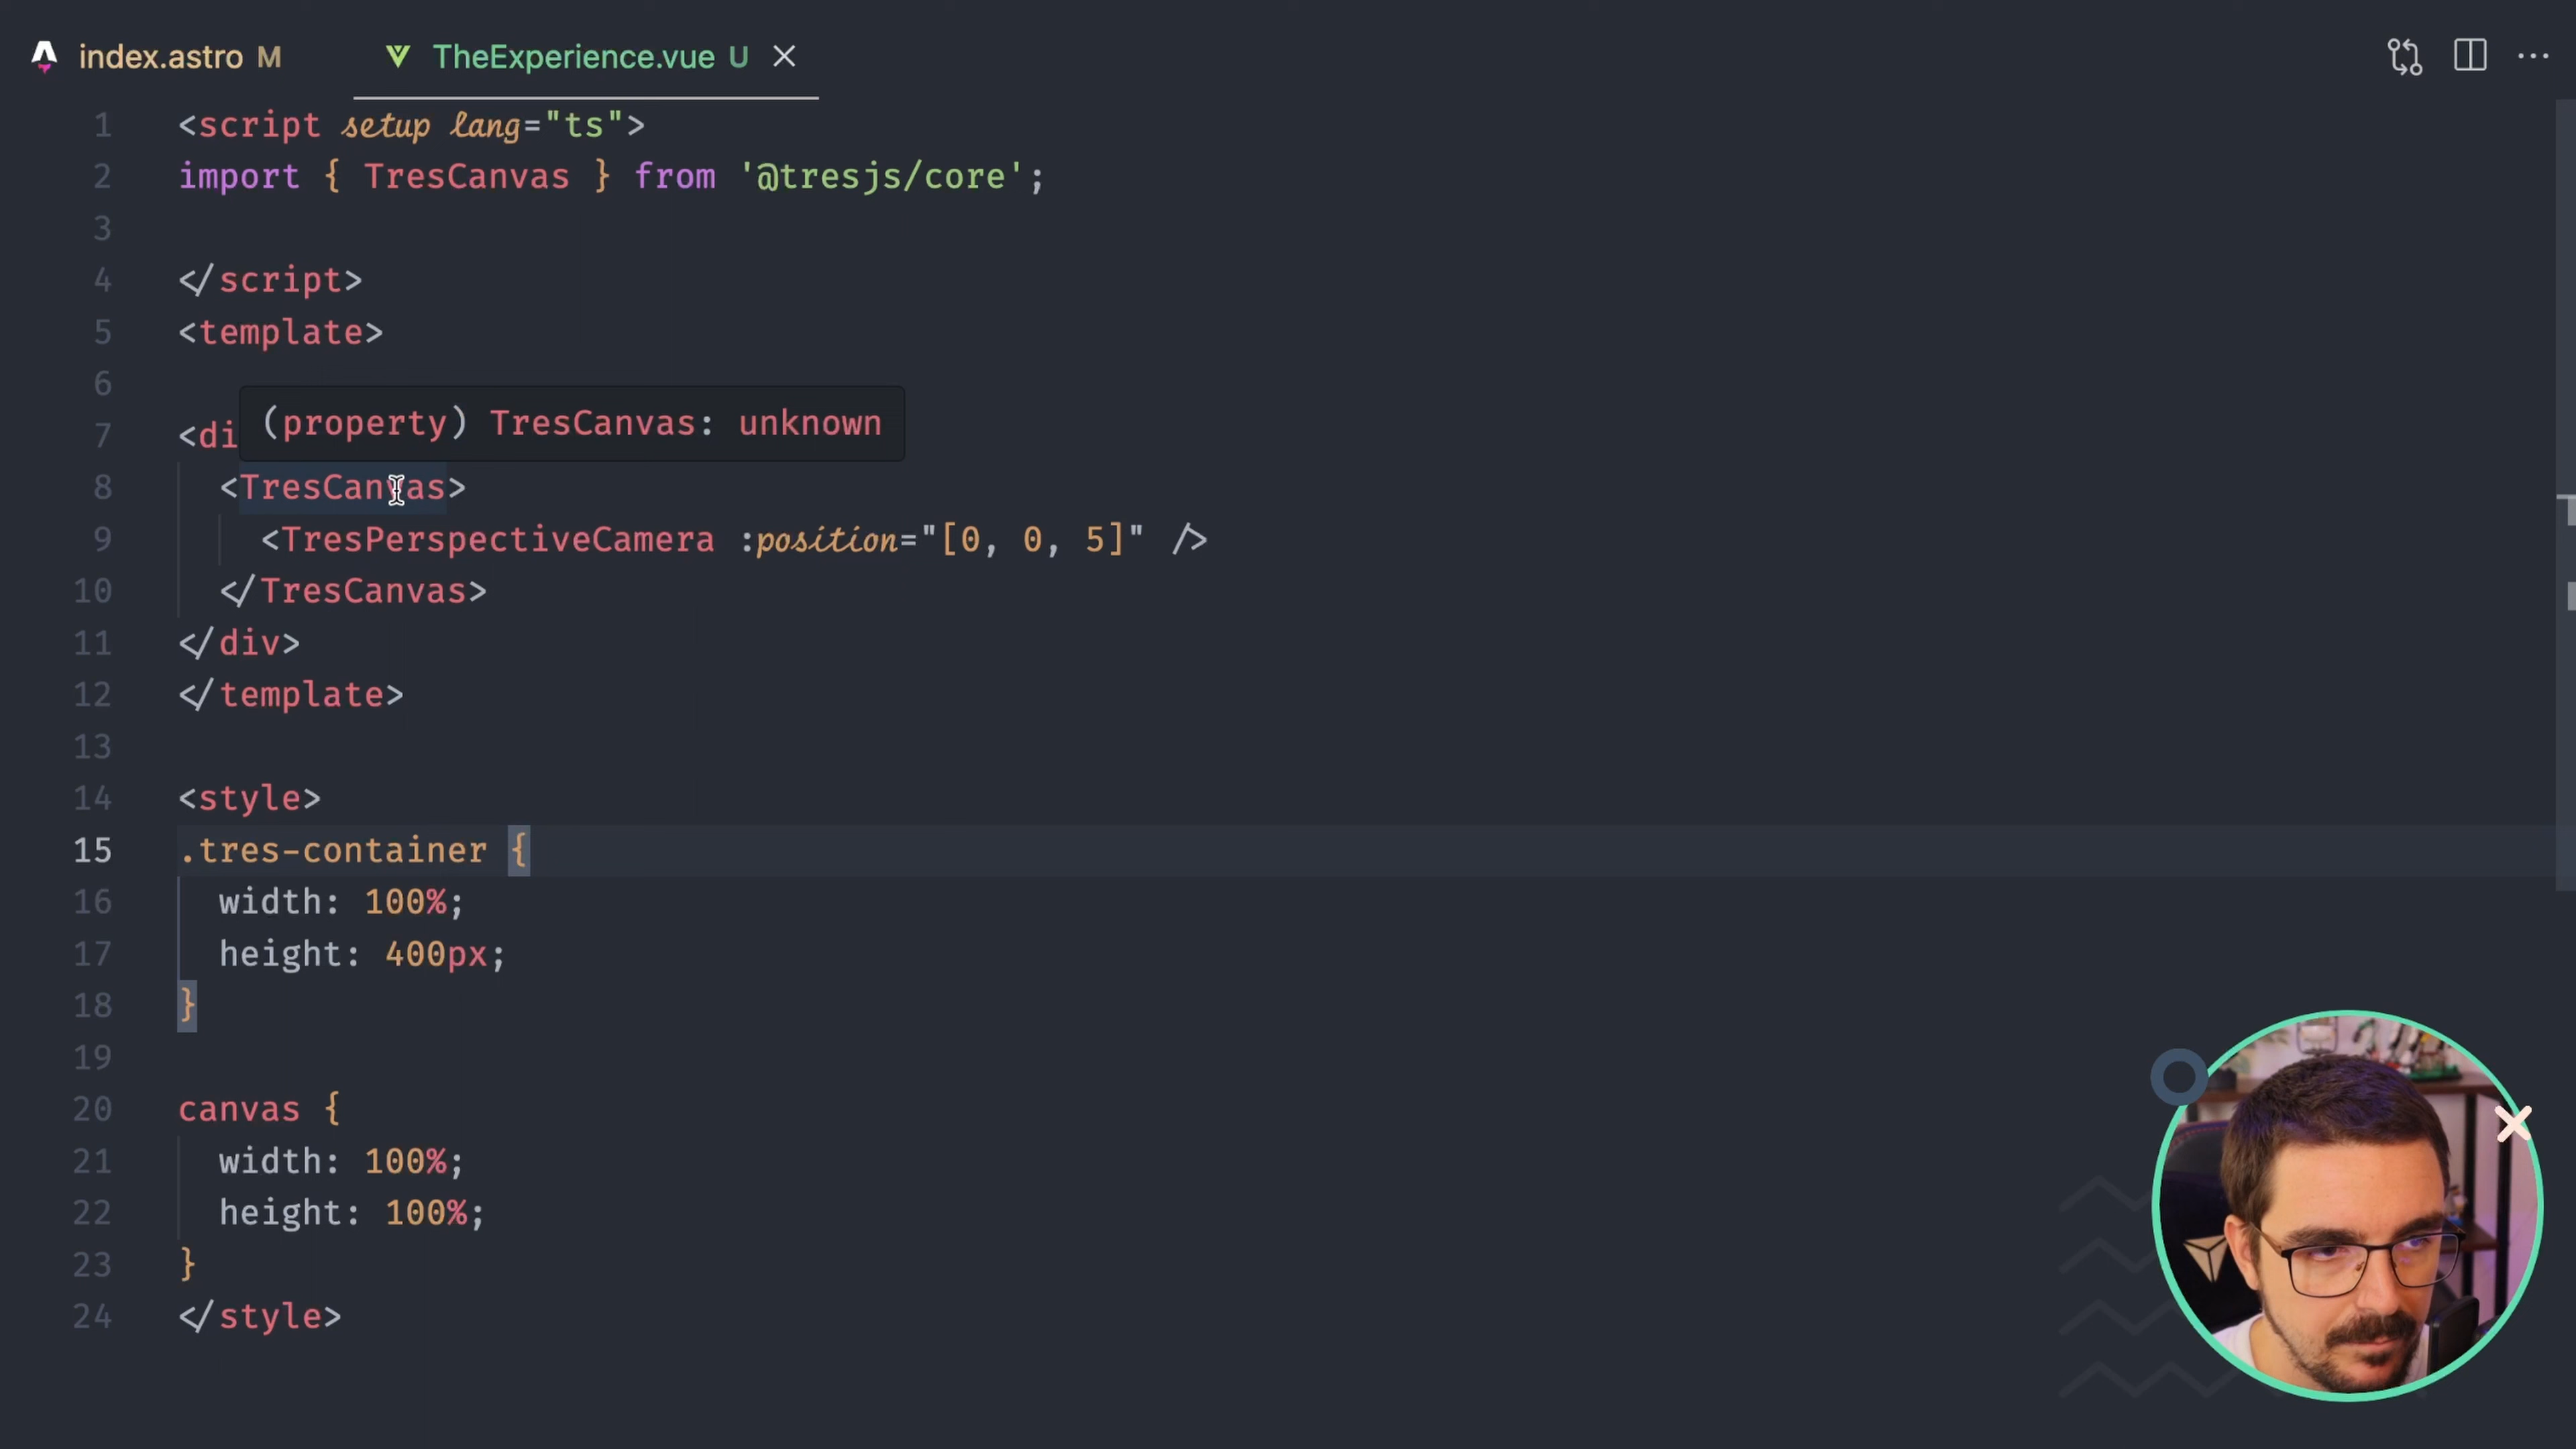 index.astro M TheExperience.vue U
1 <script setup lang="ts">
2 import { TresCanvas } from '@tresjs/core';
3
4 </script>
5 <template>
6
(property) TresCanvas: unknown
7 <di
8 <TresCanvas>
9 <TresPerspectiveCamera :position="[0, 0, 5]" />
10 </TresCanvas>
11 </div>
12 </template>
13
14 <style>
15 .tres-container {
16 width: 100%;
17 height: 400px;
18 }
19
20 canvas {
21 width: 100%;
22 height: 100%;
23 }
24 </style>